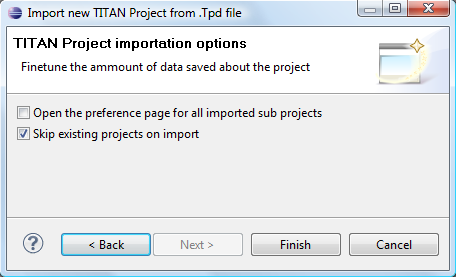 Import new TITAN Project from .Tpd file
TITAN Project importation options
Finetune the ammount of data saved about the project
Open the preference page for all imported sub projects
Skip existing projects on import
?
< Back
Next >
Finish
Cancel